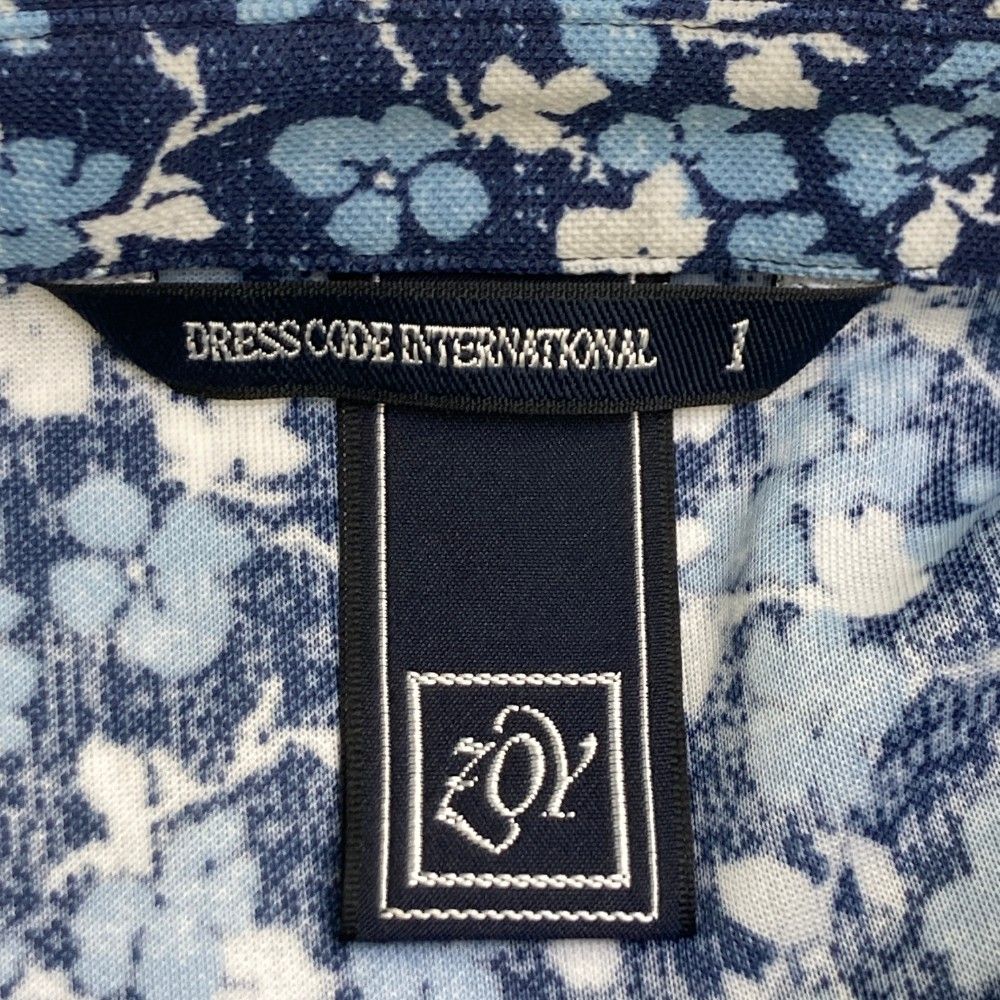 DRESS CODE INTERNATIONAL 1
ZOY